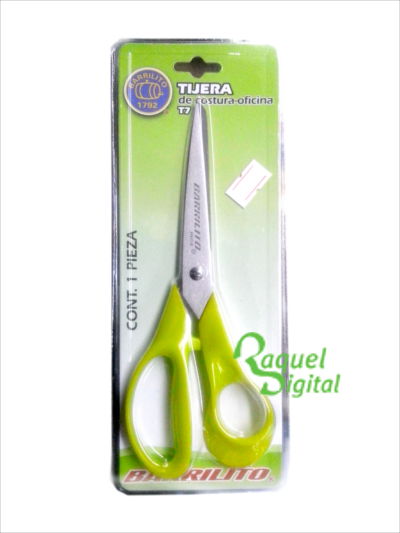 BARRILITO
1792
TIJERA
de costura-oficina
T7
BARRILITO
CONT. 1 PIEZA
Raquel
Digital
BARRILITO